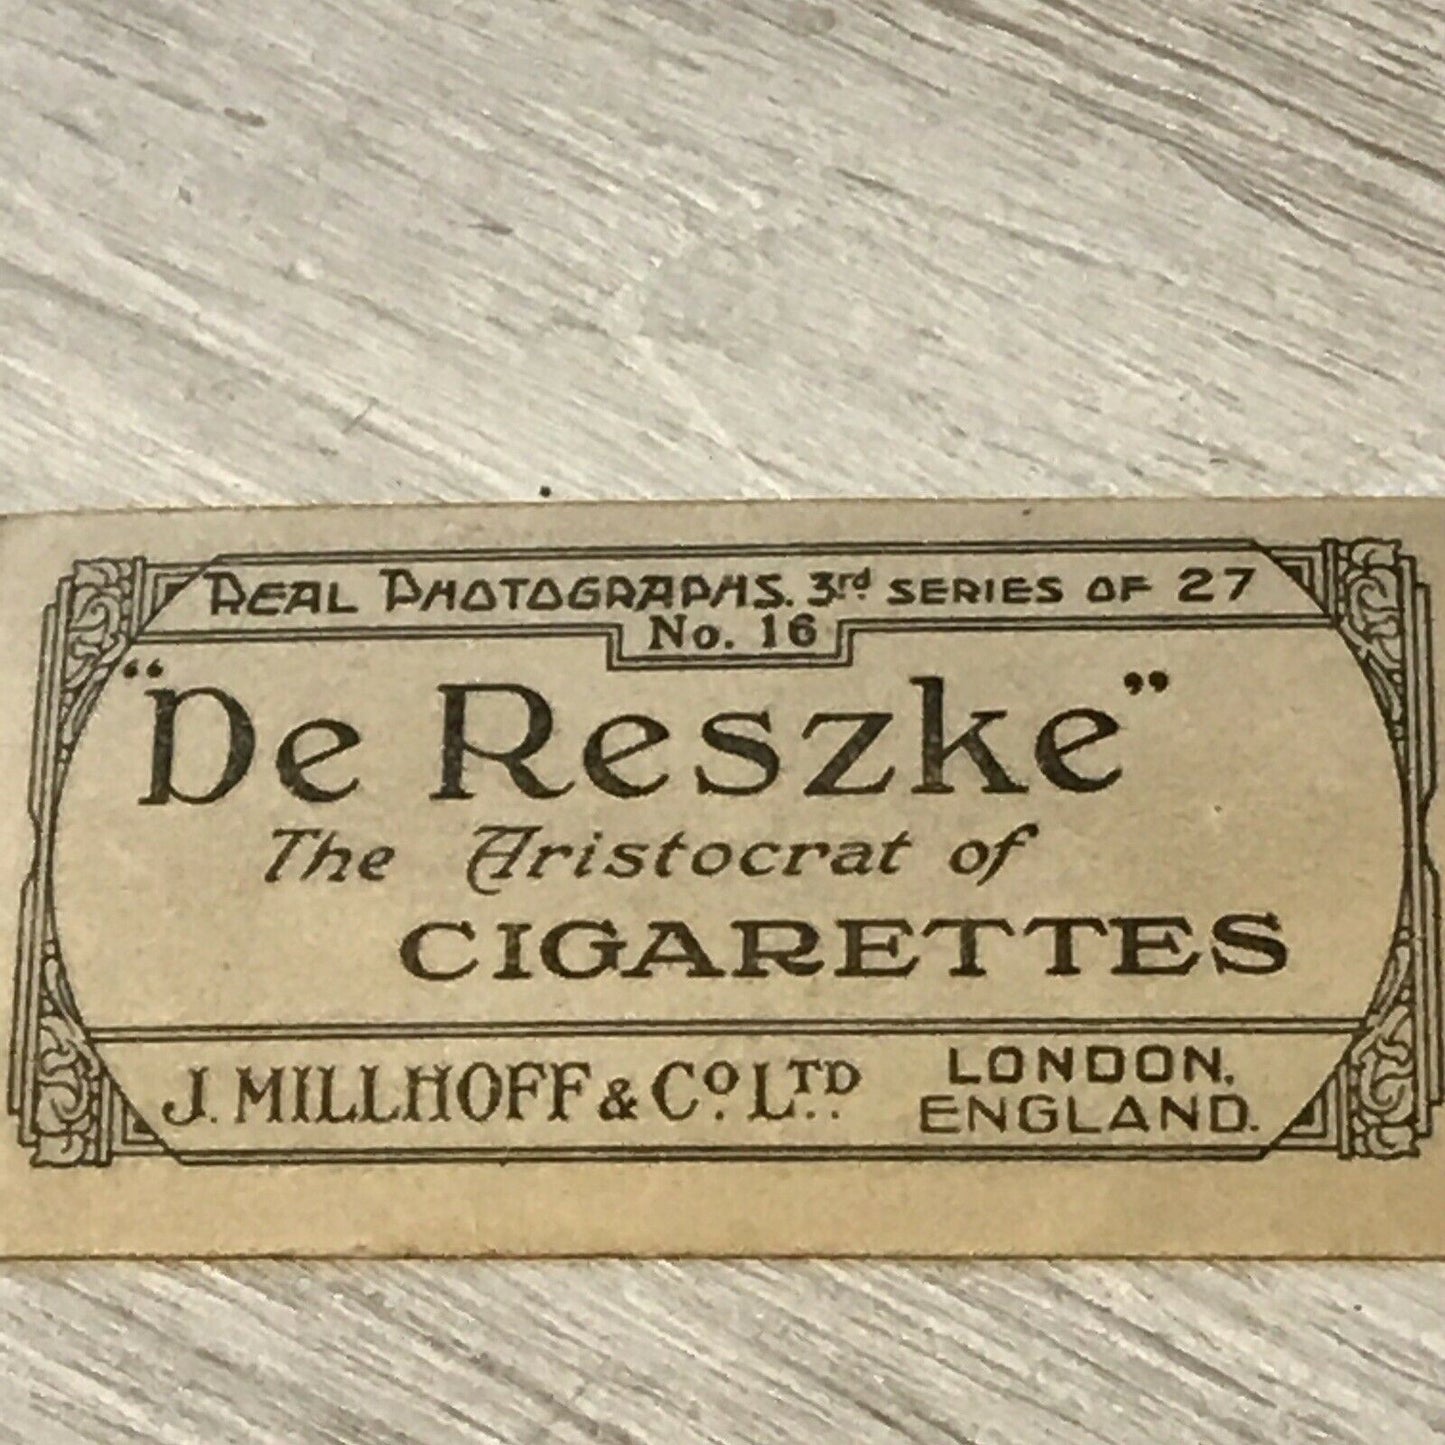 REAL PHOTOGRAPHS. 3rd. SERIES OF 27
No. 16
“De Reszke”
The Aristocrat of
CIGARETTES
J. MILLHOFF & Co. LTD. LONDON.
ENGLAND.